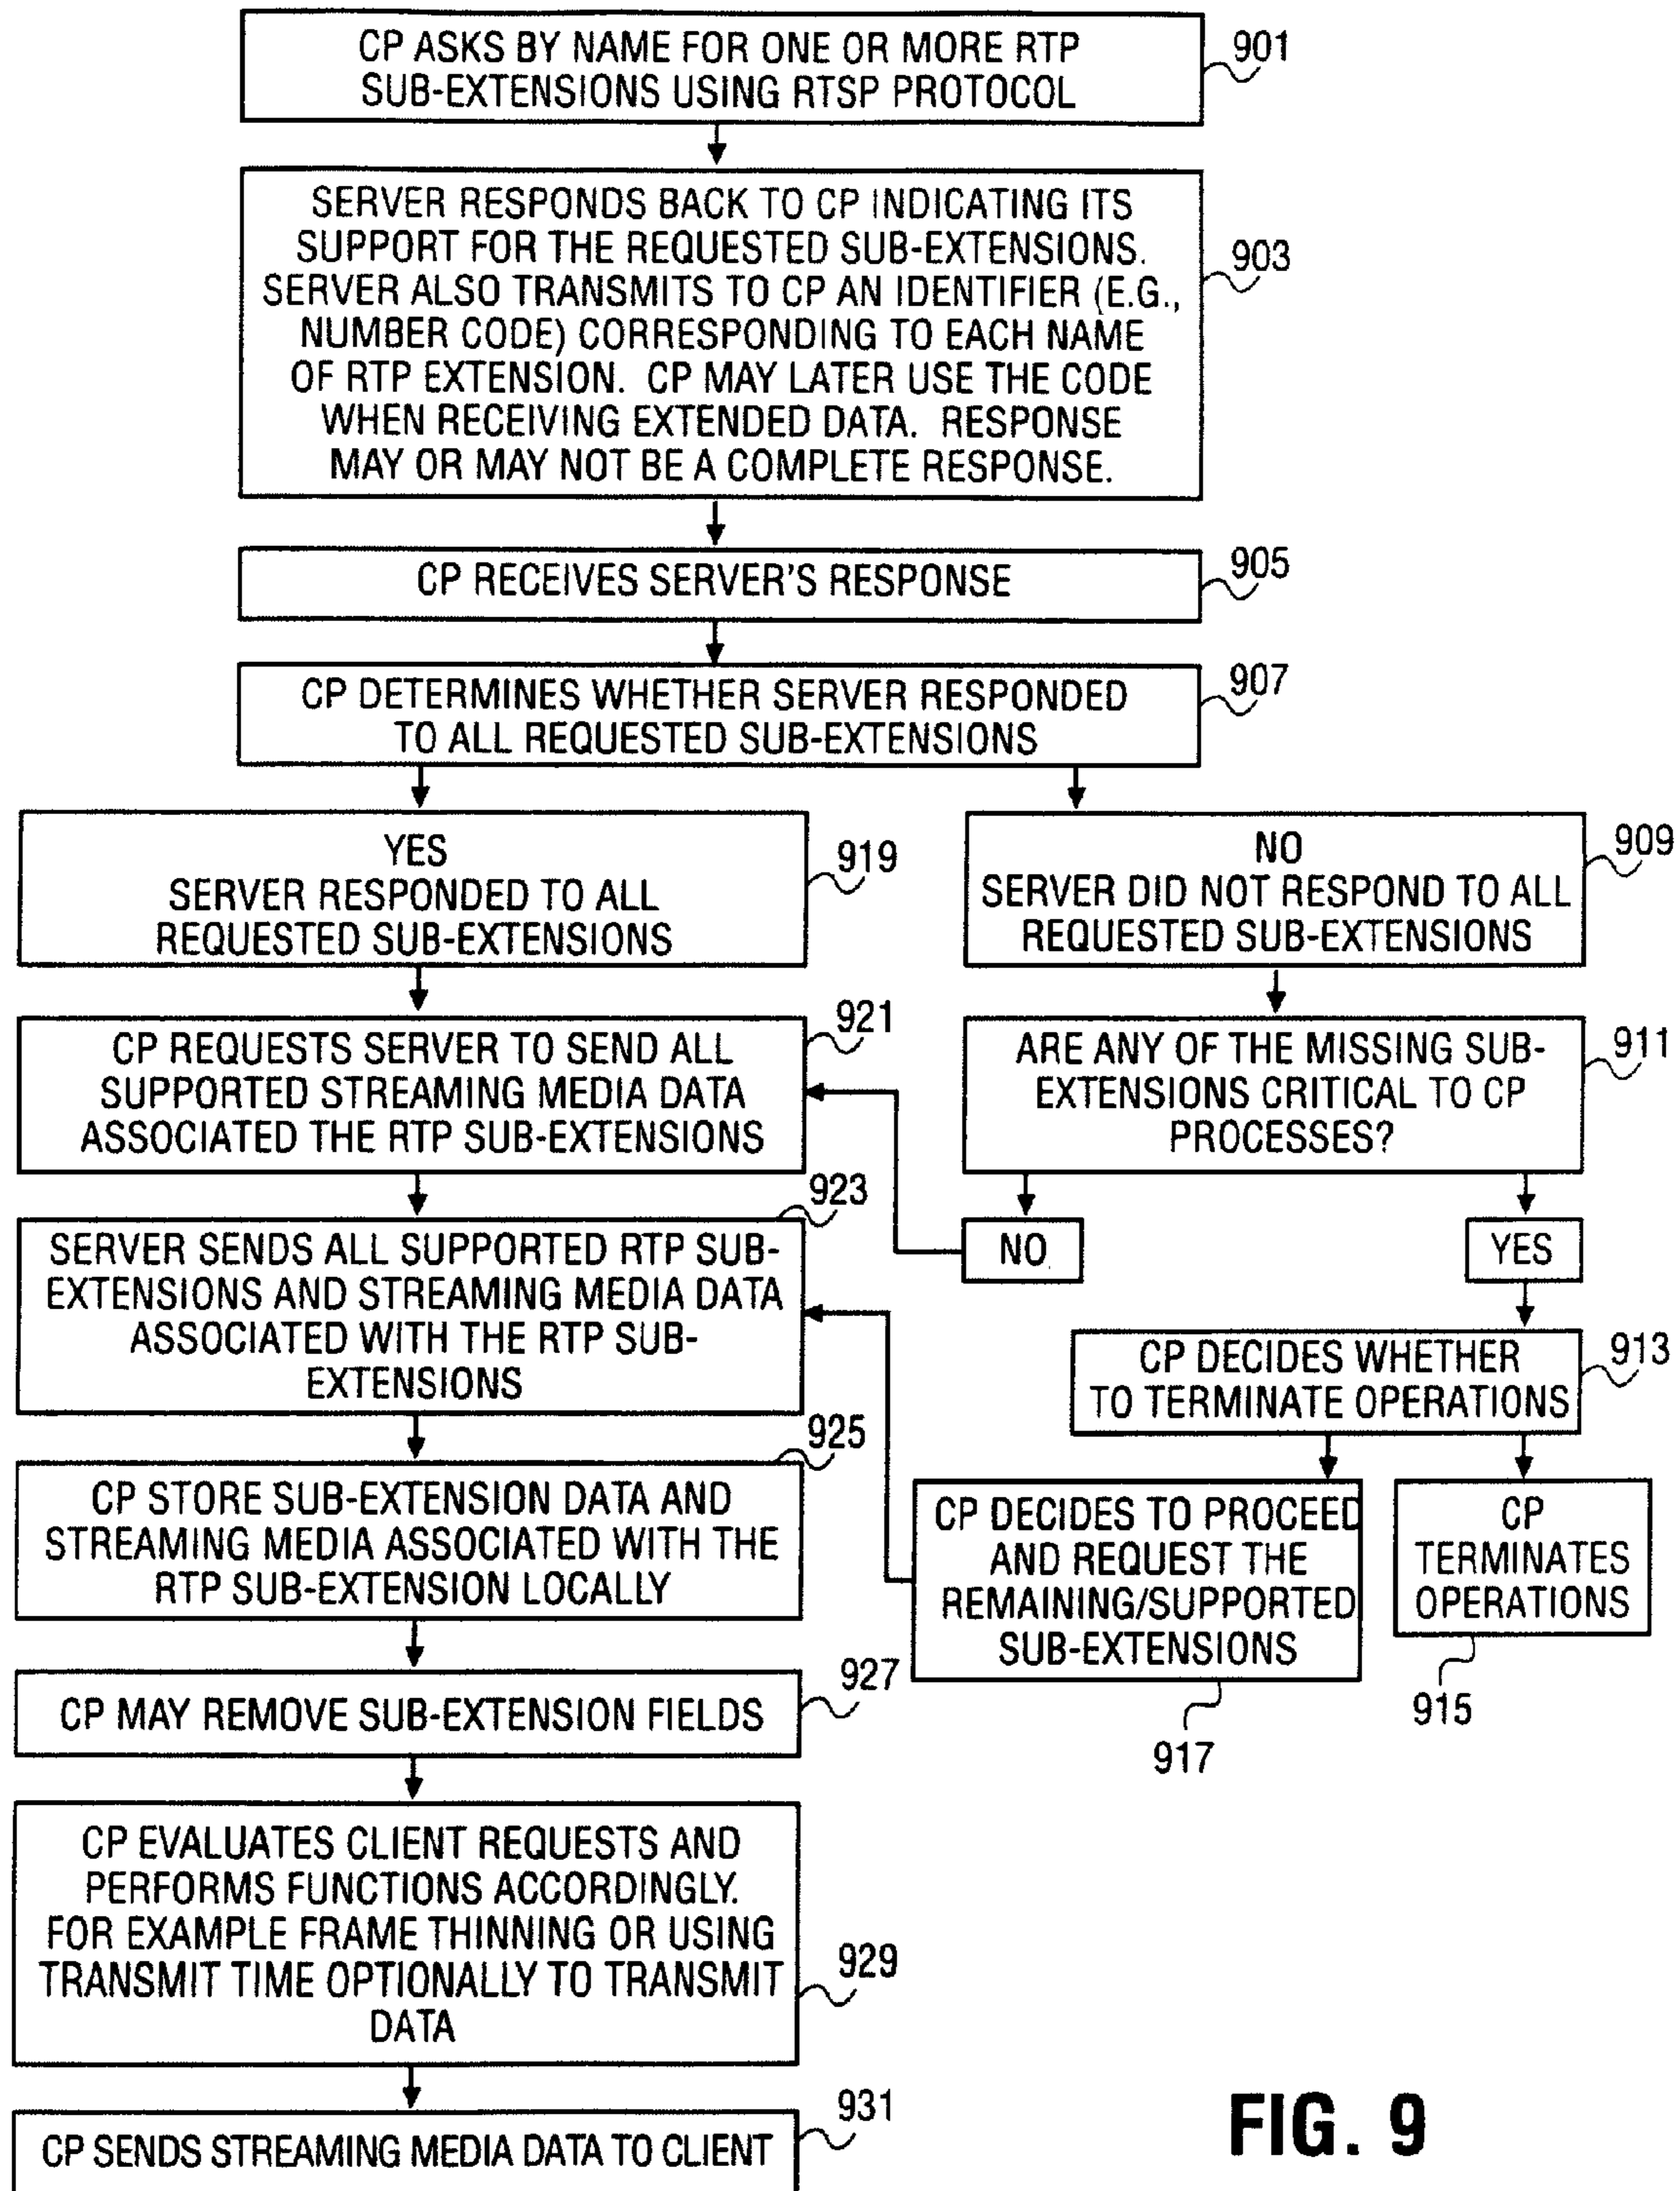 CP ASKS BY NAME FOR ONE OR MORE RTP
SUB-EXTENSIONS USING RTSP PROTOCOL
901
SERVER RESPONDS BACK TO CP INDICATING ITS
SUPPORT FOR THE REQUESTED SUB-EXTENSIONS.
SERVER ALSO TRANSMITS TO CP AN IDENTIFIER (E.G.,
NUMBER CODE) CORRESPONDING TO EACH NAME
OF RTP EXTENSION. CP MAY LATER USE THE CODE
WHEN RECEIVING EXTENDED DATA. RESPONSE
MAY OR MAY NOT BE A COMPLETE RESPONSE.
903
CP RECEIVES SERVER'S RESPONSE
905
CP DETERMINES WHETHER SERVER RESPONDED
TO ALL REQUESTED SUB-EXTENSIONS
907
YES
SERVER RESPONDED TO ALL
REQUESTED SUB-EXTENSIONS
919
NO
SERVER DID NOT RESPOND TO ALL
REQUESTED SUB-EXTENSIONS
909
CP REQUESTS SERVER TO SEND ALL
SUPPORTED STREAMING MEDIA DATA
ASSOCIATED THE RTP SUB-EXTENSIONS
921
ARE ANY OF THE MISSING SUB-
EXTENSIONS CRITICAL TO CP
PROCESSES?
911
NO
YES
SERVER SENDS ALL SUPPORTED RTP SUB-
EXTENSIONS AND STREAMING MEDIA DATA
ASSOCIATED WITH THE RTP SUB-
EXTENSIONS
923
CP DECIDES WHETHER
TO TERMINATE OPERATIONS
913
CP STORE SUB-EXTENSION DATA AND
STREAMING MEDIA ASSOCIATED WITH THE
RTP SUB-EXTENSION LOCALLY
925
CP DECIDES TO PROCEED
AND REQUEST THE
REMAINING/SUPPORTED
SUB-EXTENSIONS
917
CP
TERMINATES
OPERATIONS
915
CP MAY REMOVE SUB-EXTENSION FIELDS
927
CP EVALUATES CLIENT REQUESTS AND
PERFORMS FUNCTIONS ACCORDINGLY.
FOR EXAMPLE FRAME THINNING OR USING
TRANSMIT TIME OPTIONALLY TO TRANSMIT
DATA
929
CP SENDS STREAMING MEDIA DATA TO CLIENT
931
FIG. 9